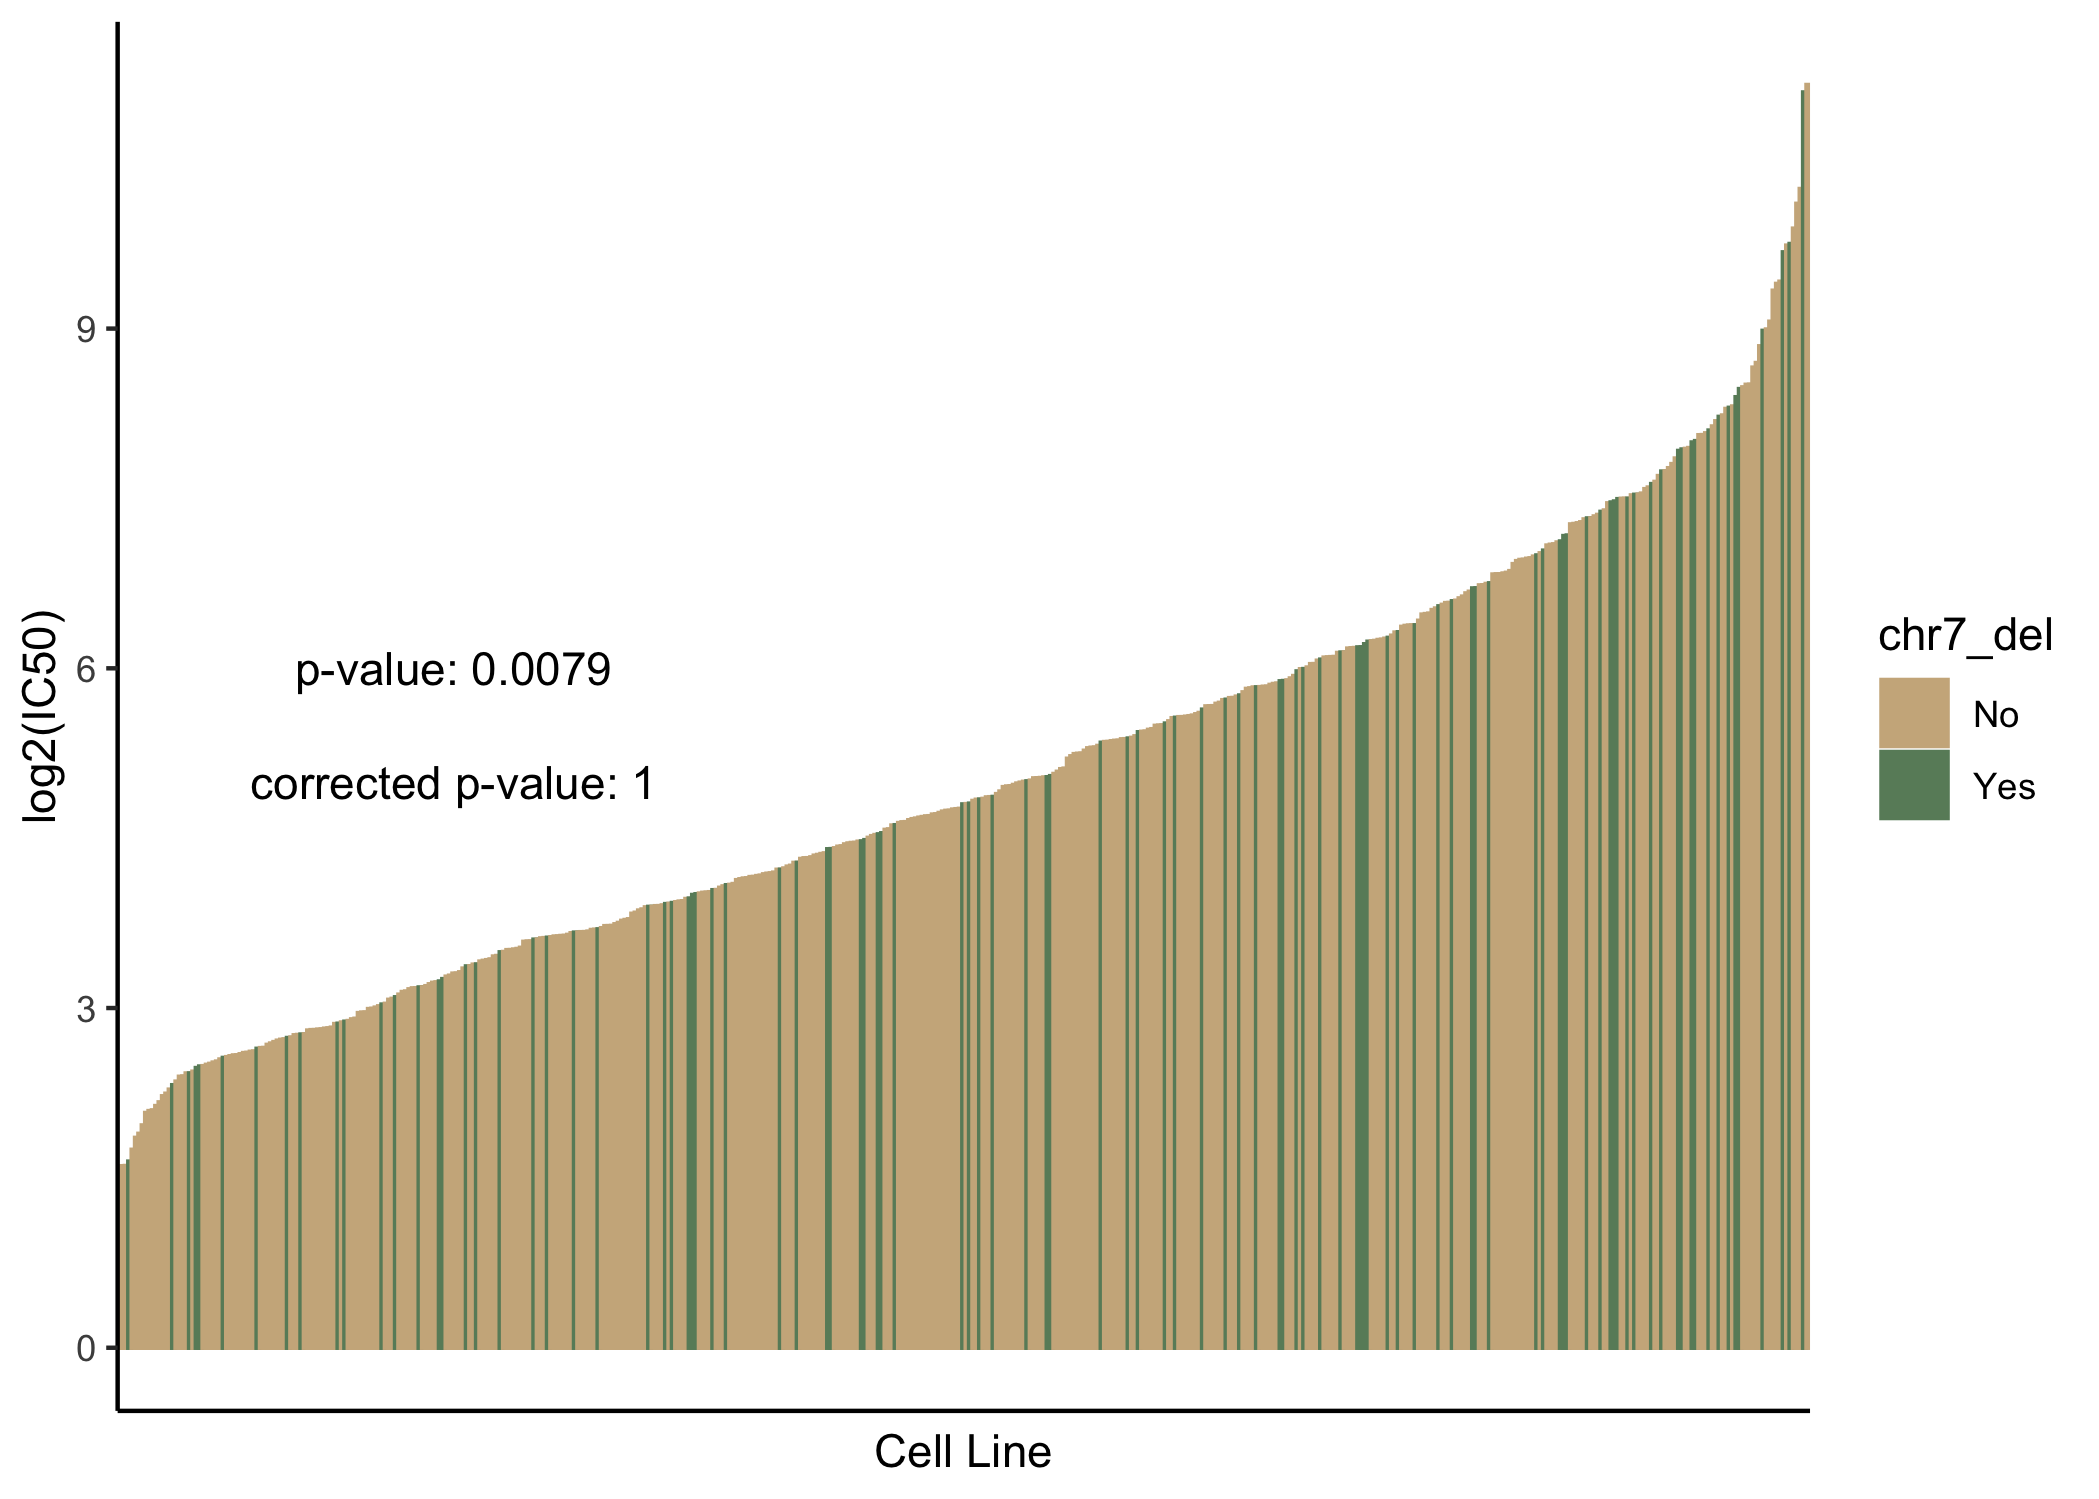 9
6
3
0
log2(IC50)
p-value: 0.0079
corrected p-value: 1
Cell Line
chr7_del
No
Yes